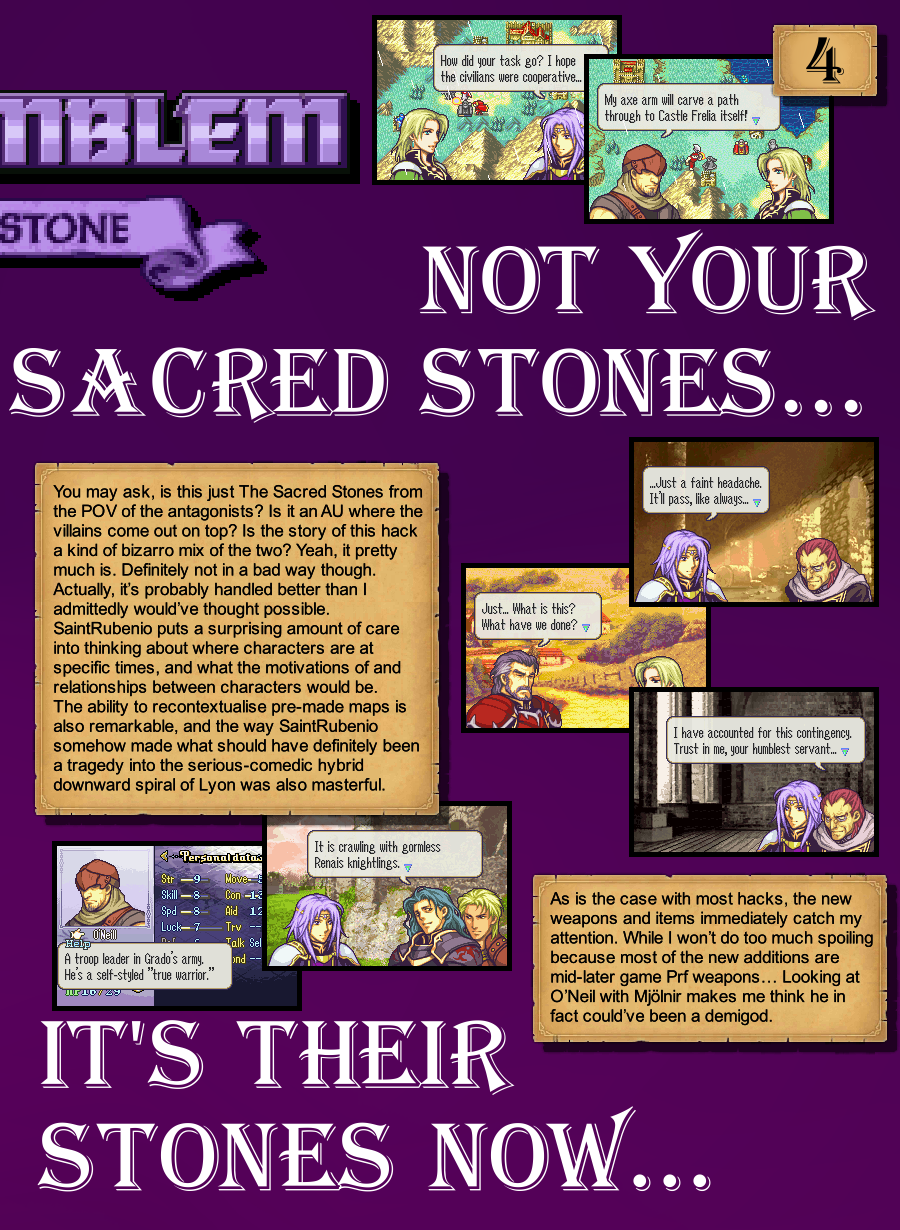 How did your task go? I hope
the civilians were cooperative...
4
My axe arm will carve a path
through to Castle Frelia itself!
MBLEM
STONE
NOT YOUR
SACRED STONES...
You may ask, is this just The Sacred Stones from
the POV of the antagonists? Is it an AU where the
villains come out on top? Is the story of this hack
a kind of bizarro mix of the two? Yeah, it pretty
much is. Definitely not in a bad way though.
Actually, it's probably handled better than I
admittedly would've thought possible.
SaintRubenio puts a surprising amount of care
into thinking about where characters are at
specific times, and what the motivations of and
relationships between characters would be.
The ability to recontextualise pre-made maps is
also remarkable, and the way SaintRubenio
somehow made what should have definitely been
a tragedy into the serious-comedic hybrid
downward spiral of Lyon was also masterful.
...Just a faint headache.
It'll pass, like always...
Just... What is this?
What have we done?
I have accounted for this contingency.
Trust in me, your humblest servant...
It is crawling with gormless
Renais knightlings.
Personal data
Str 9 Move
Skill 8 Con
Spd 8 Aid 12
Luck 7 Trv
Talk
O'Neill
Help
A troop leader in Grado's army.
He's a self-styled "true warrior."
As is the case with most hacks, the new
weapons and items immediately catch my
attention. While I won't do too much spoiling
because most of the new additions are
mid-later game Prf weapons... Looking at
O'Neil with Mjölnir makes me think he in
fact could've been a demigod.
IT'S THEIR
STONES NOW...